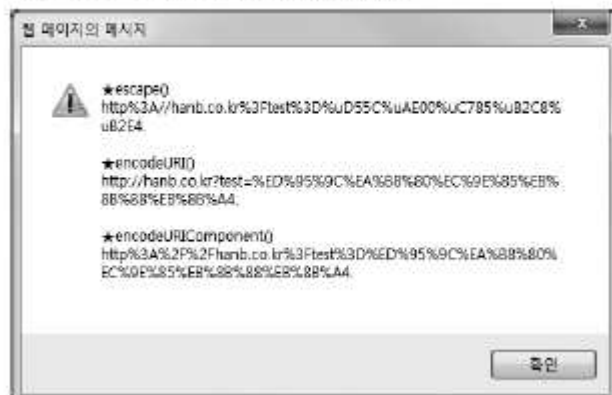 웹 페이지의 메시지
★escape()
http%3A//hanb.co.kr%3Ftest%3D%uD55C%uAE00%uC785%uB2C8%
uB2E4.
★encodeURI()
http://hanb.co.kr?test=%ED%95%9C%EA%B8%80%EC%9E%85%EB%
8B%88%EB%8B%A4.
★encodeURIComponent()
http%3A%2F%2Fhanb.co.kr%3Ftest%3D%ED%95%9C%EA%B8%80%
EC%9E%85%EB%8B%88%EB%8B%A4.
확인